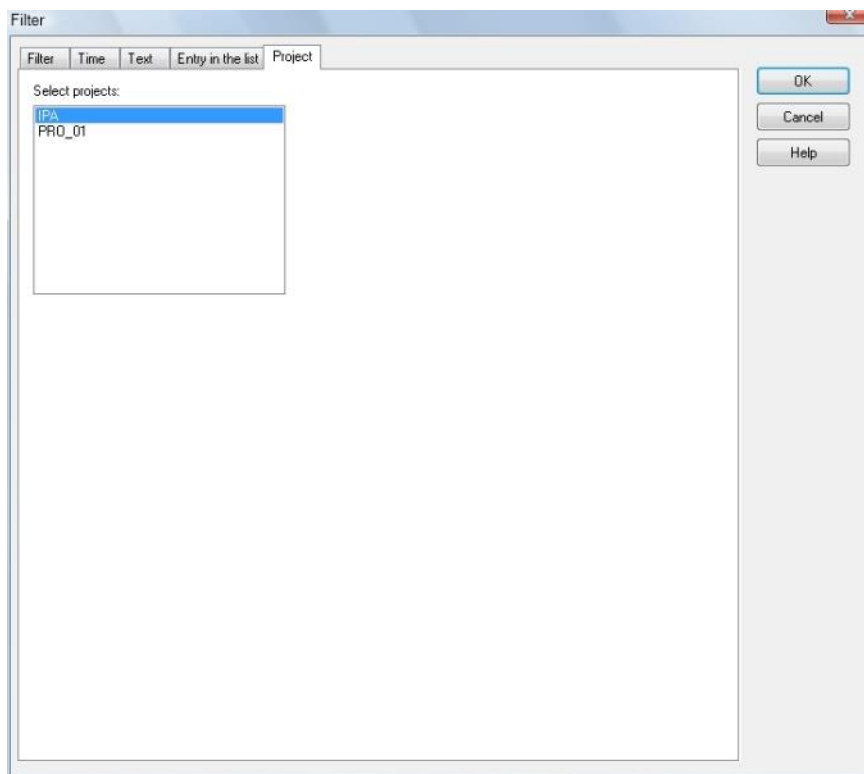 Filter
Filter Time Text Entry in the list Project
Select projects:
IPA
PRO_01
OK
Cancel
Help